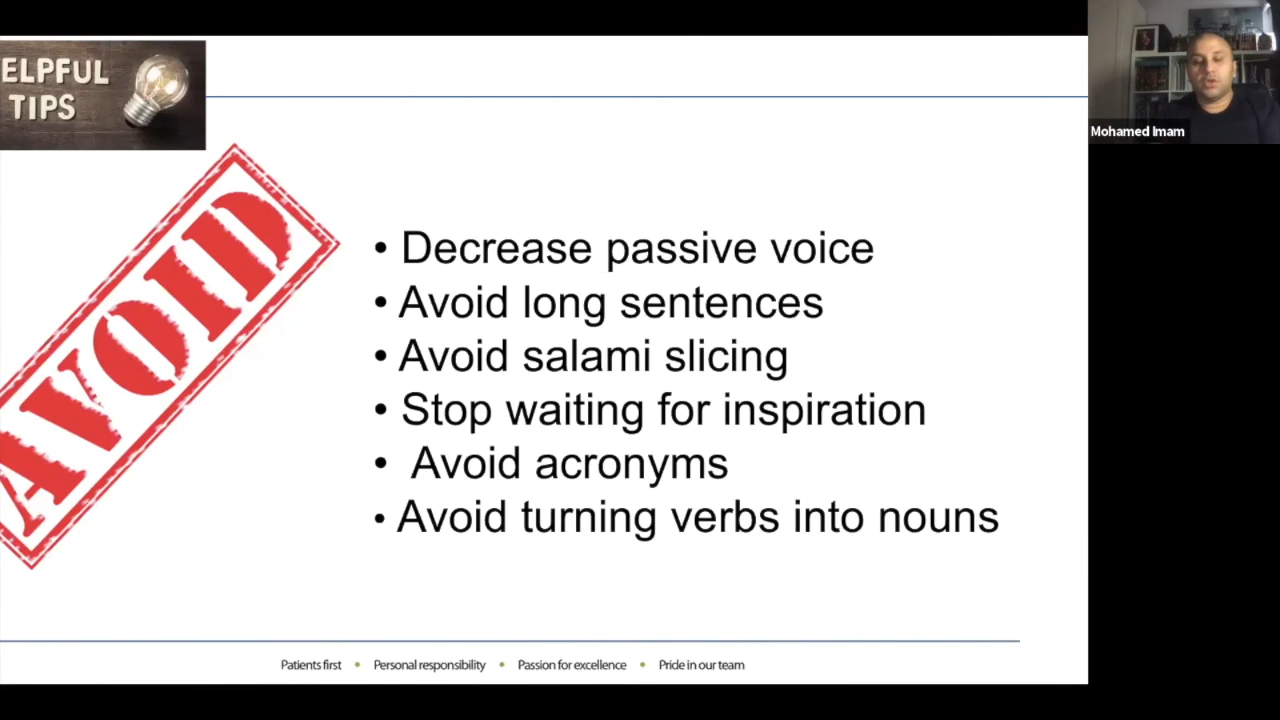 ELPFUL
TIPS
Mohamed Imam
AVOID
• Decrease passive voice
• Avoid long sentences
• Avoid salami slicing
• Stop waiting for inspiration
• Avoid acronyms
• Avoid turning verbs into nouns
Patients first • Personal responsibility • Passion for excellence • Pride in our team